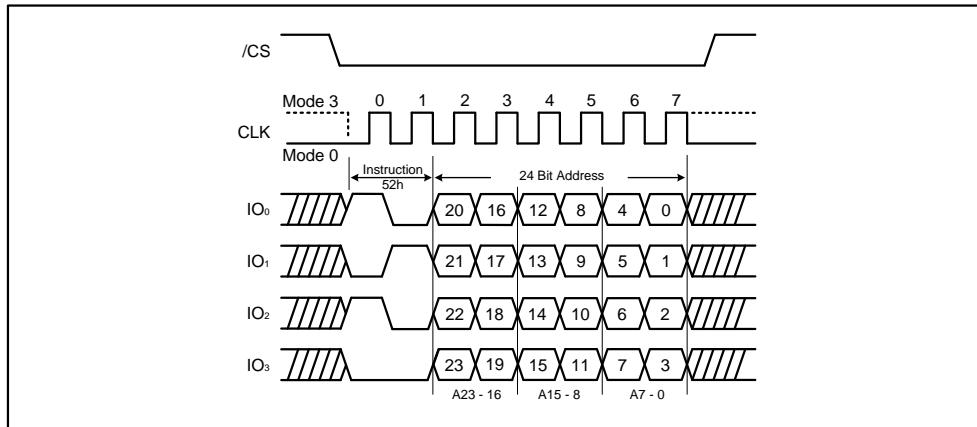 /CS
Mode 3 0 1 2 3 4 5 6 7
CLK
Mode 0
Instruction
52h
24 Bit Address
IO₀ 20 16 12 8 4 0
IO₁ 21 17 13 9 5 1
IO₂ 22 18 14 10 6 2
IO₃ 23 19 15 11 7 3
A23 - 16 A15 - 8 A7 - 0